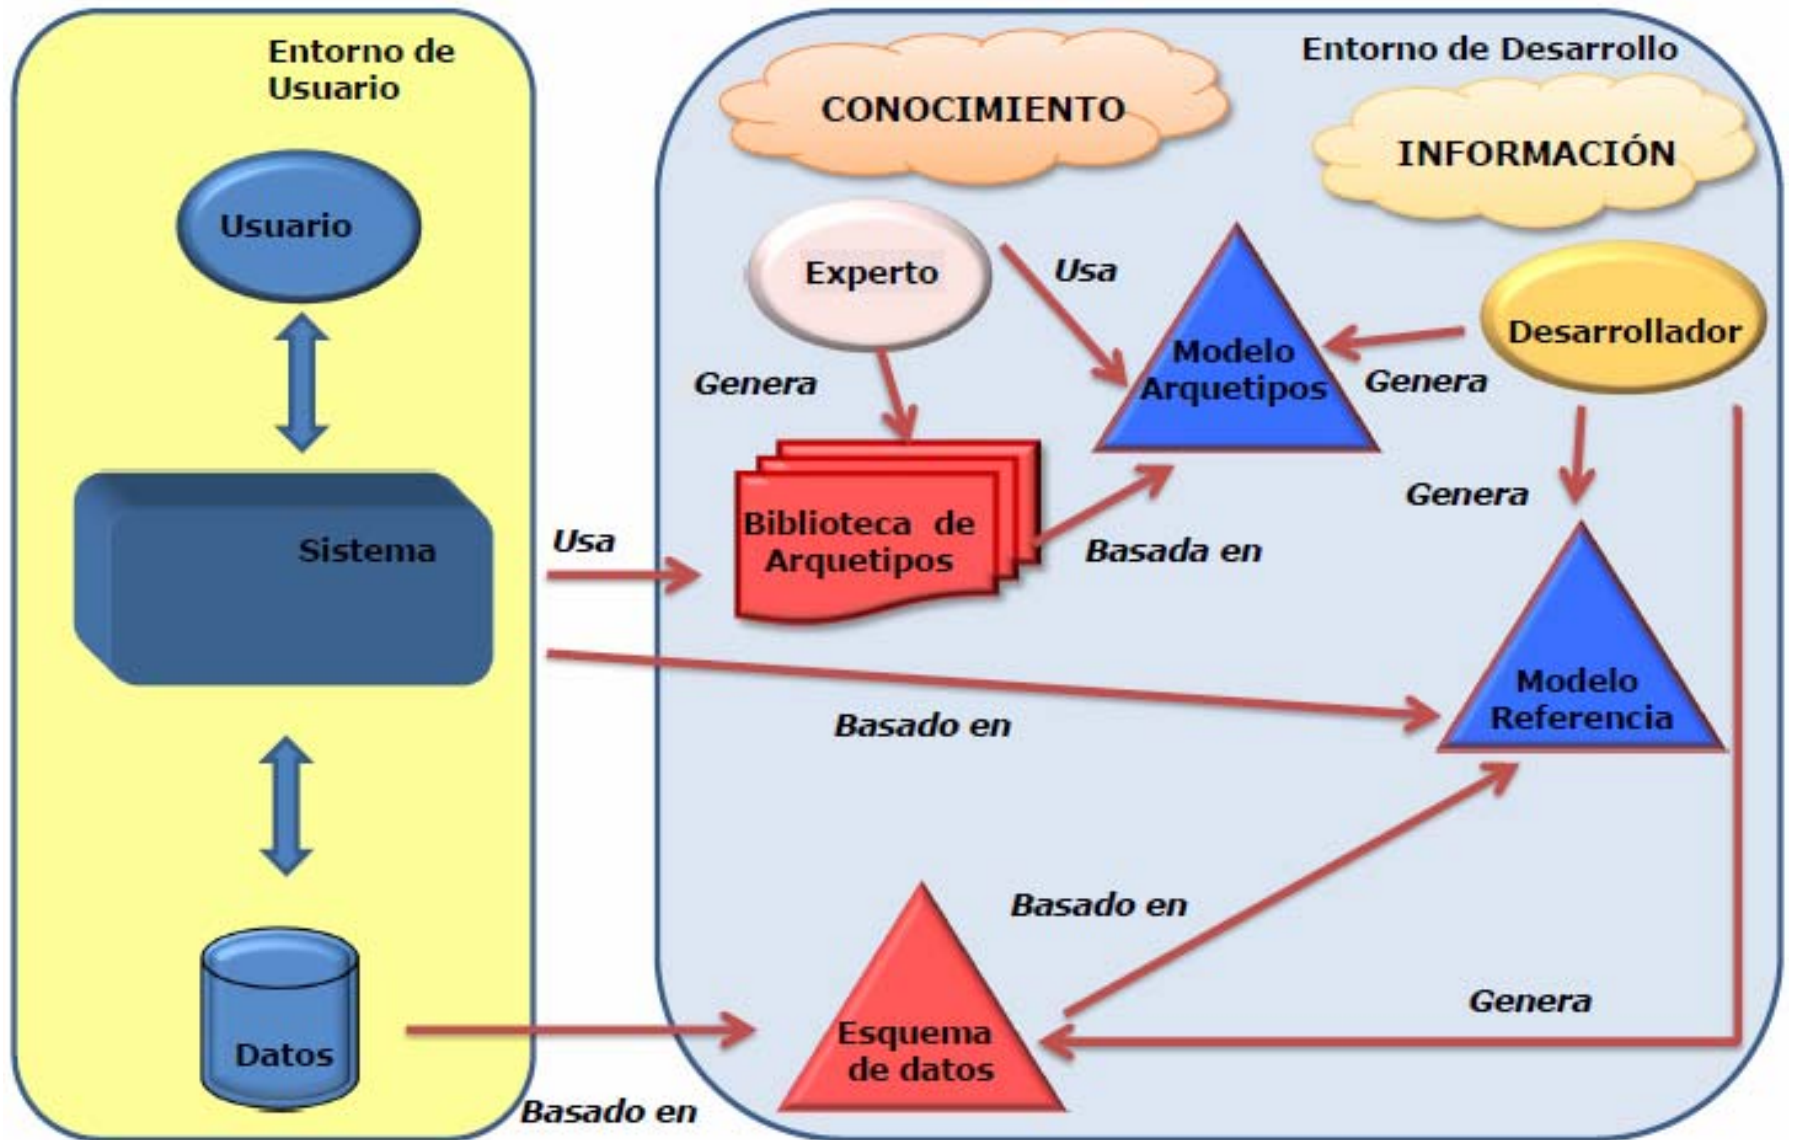 Entorno de
Usuario
Usuario
Sistema
Datos
Entorno de Desarrollo
CONOCIMIENTO
INFORMACIÓN
Experto
Usa
Modelo
Arquetipos
Desarrollador
Genera
Genera
Genera
Biblioteca de
Arquetipos
Usa
Basada en
Modelo
Referencia
Basado en
Basado en
Genera
Esquema
de datos
Basado en